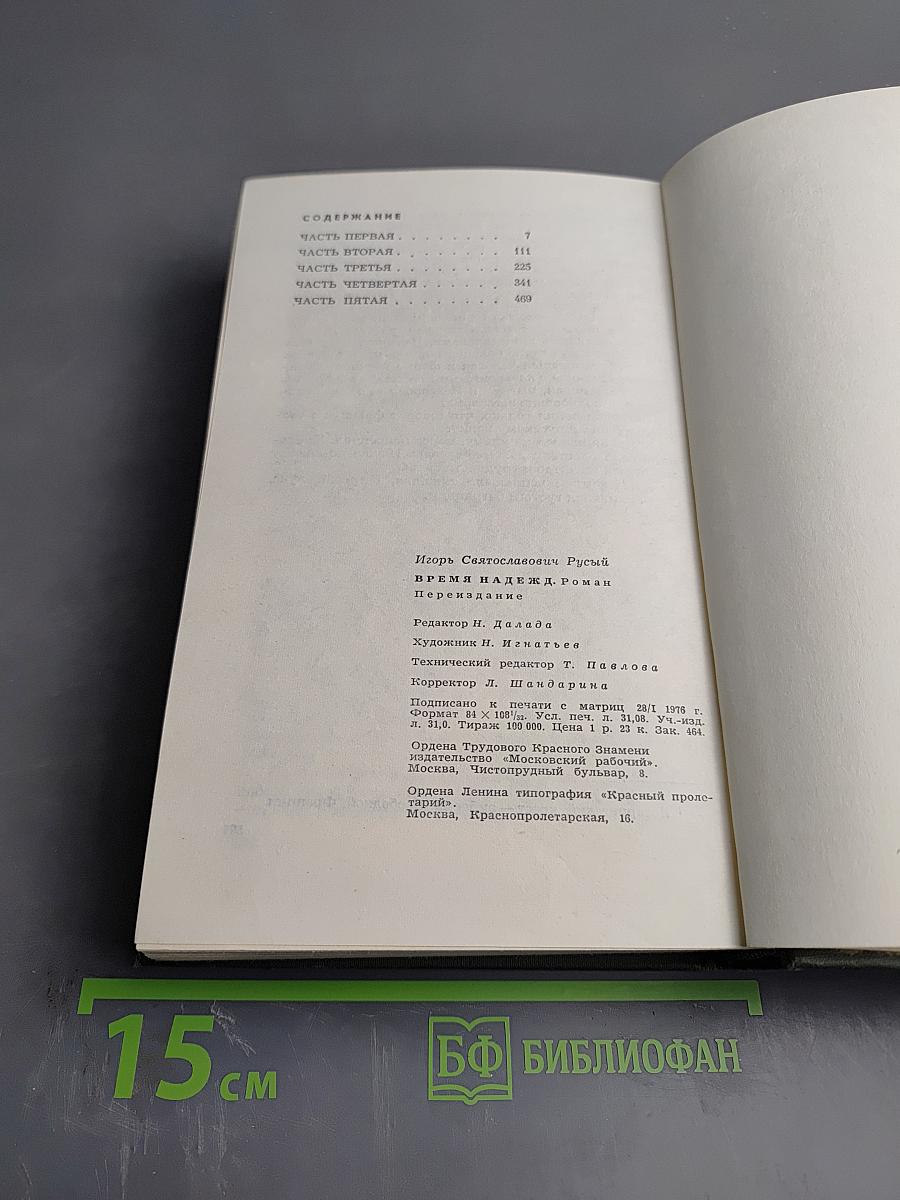 СОДЕРЖАНИЕ
ЧАСТЬ ПЕРВАЯ . . . . . . . . 7
ЧАСТЬ ВТОРАЯ . . . . . . . . 111
ЧАСТЬ ТРЕТЬЯ . . . . . . . . 225
ЧАСТЬ ЧЕТВЕРТАЯ . . . . . . 341
ЧАСТЬ ПЯТАЯ . . . . . . . . 469
Игорь Святославович Русый
ВРЕМЯ НАДЕЖД. Роман
Переиздание
Редактор Н. Далада
Художник Н. Игнатьев
Технический редактор Т. Павлова
Корректор Л. Шандарина
Подписано к печати с матриц 28/I 1976 г.
Формат 84 × 108¹/₃₂. Усл. печ. л. 31,08. Уч.-изд.
л. 31,0. Тираж 100 000. Цена 1 р. 23 к. Зак. 464.
Ордена Трудового Красного Знамени
издательство «Московский рабочий».
Москва, Чистопрудный бульвар, 8.
Ордена Ленина типография «Красный проле-
тарий».
Москва, Краснопролетарская, 16.
15 см
БФ БИБЛИОФАН